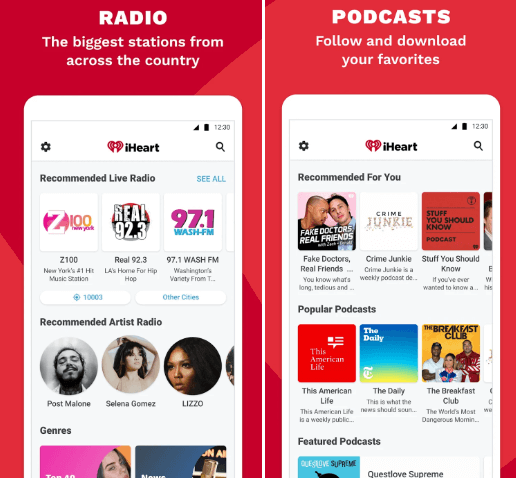 RADIO
The biggest stations from
across the country
12:30
iHeart
Recommended Live Radio
SEE ALL
Z100
new york
REAL
92.3
97.1
WASH-FM
Z100
New York's #1 Hit
Music Station
Real 92.3
LA's Home For Hip
Hop
97.1 WASH FM
Washington's
Variety From T...
10003
Other Cities
Recommended Artist Radio
Post Malone
Selena Gomez
LIZZO
Genres
Top 40
News
ON AIR
PODCASTS
Follow and download
your favorites
12:30
iHeart
Recommended For You
FAKE DOCTORS,
REAL FRIENDS
CRIME
JUNKIE
STUFF
YOU SHOULD
KNOW
PODCAST
Fake Doctors,
Real Friends ...
You know what's
long, tedious and ...
Crime Junkie
Crime Junkie is a
weekly podcast de...
Stuff You Should
Know
If you've ever
wanted to know a...
Popular Podcasts
This
American
Life
The
Daily
THE BREAKFAST
CLUB
This American
Life
This American Life
is a weekly public...
The Daily
This is what the
news should soun...
The Breakfast
Club
The World's Most
Dangerous Mornin...
Featured Podcasts
QUESTLOVE SUPREME
Questlove Supreme